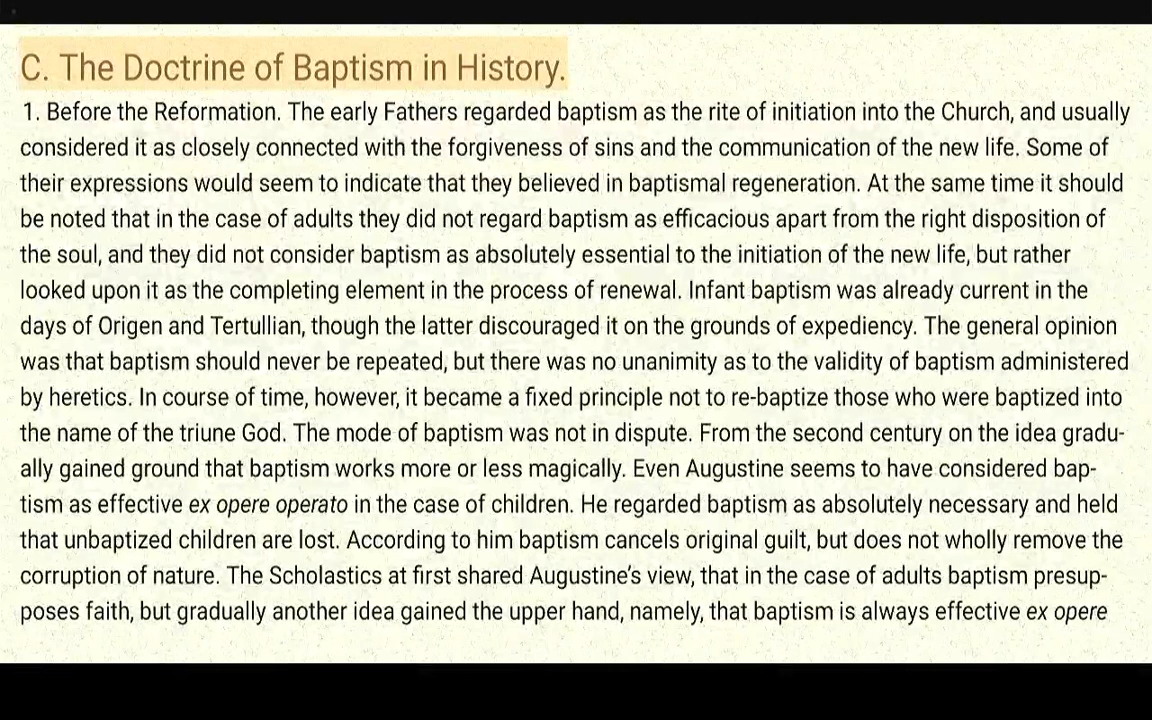 C. The Doctrine of Baptism in History.
1. Before the Reformation. The early Fathers regarded baptism as the rite of initiation into the Church, and usually
considered it as closely connected with the forgiveness of sins and the communication of the new life. Some of
their expressions would seem to indicate that they believed in baptismal regeneration. At the same time it should
be noted that in the case of adults they did not regard baptism as efficacious apart from the right disposition of
the soul, and they did not consider baptism as absolutely essential to the initiation of the new life, but rather
looked upon it as the completing element in the process of renewal. Infant baptism was already current in the
days of Origen and Tertullian, though the latter discouraged it on the grounds of expediency. The general opinion
was that baptism should never be repeated, but there was no unanimity as to the validity of baptism administered
by heretics. In course of time, however, it became a fixed principle not to re-baptize those who were baptized into
the name of the triune God. The mode of baptism was not in dispute. From the second century on the idea gradu-
ally gained ground that baptism works more or less magically. Even Augustine seems to have considered bap-
tism as effective ex opere operato in the case of children. He regarded baptism as absolutely necessary and held
that unbaptized children are lost. According to him baptism cancels original guilt, but does not wholly remove the
corruption of nature. The Scholastics at first shared Augustine's view, that in the case of adults baptism presup-
poses faith, but gradually another idea gained the upper hand, namely, that baptism is always effective ex opere